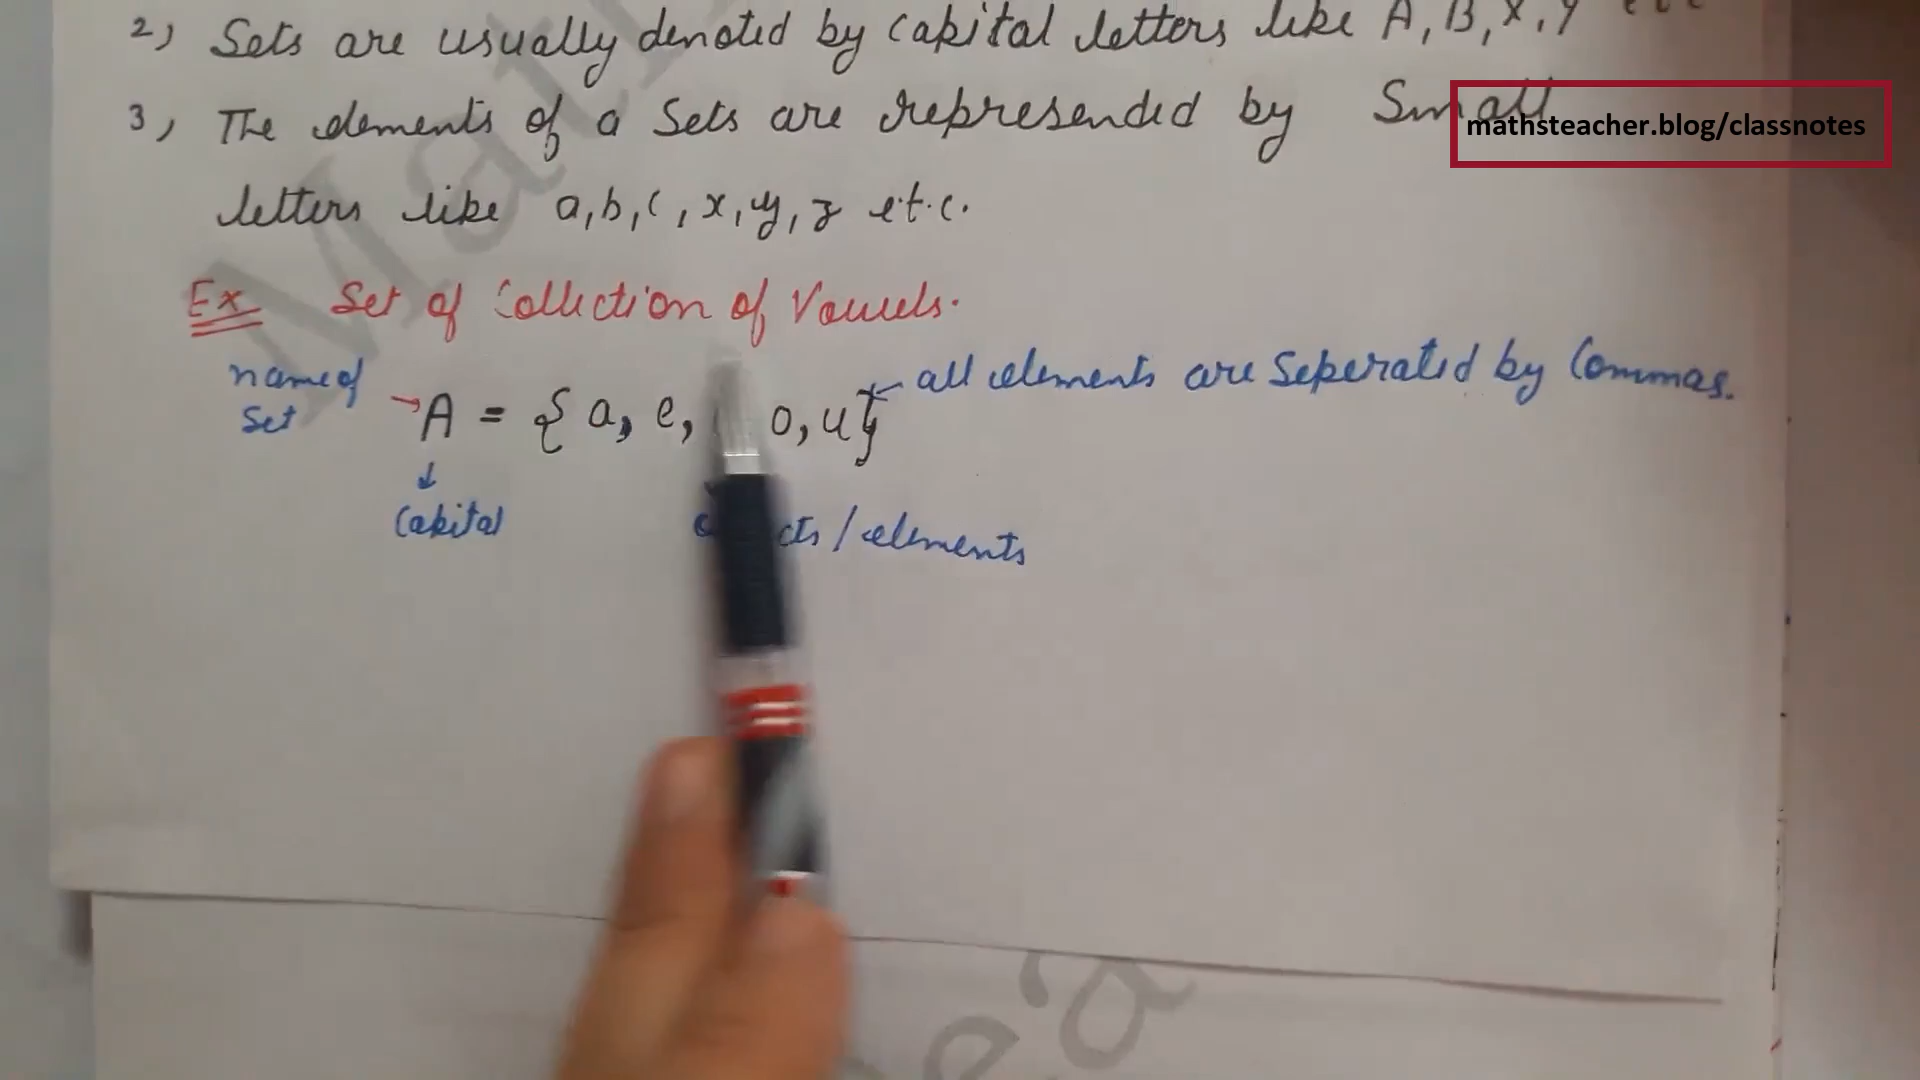 2) Sets are usually denoted by Capital letters like A, B, X, Y etc
3) The elements of a Sets are represended by Small
mathsteacher.blog/classnotes
letters like a, b, c, x, y, z et.c.
Ex Set of Collection of Vowels.
name of Set
→ A = { a, e, o, u }
← all elements are Seperated by Commas.
↓
Capital
/ elements